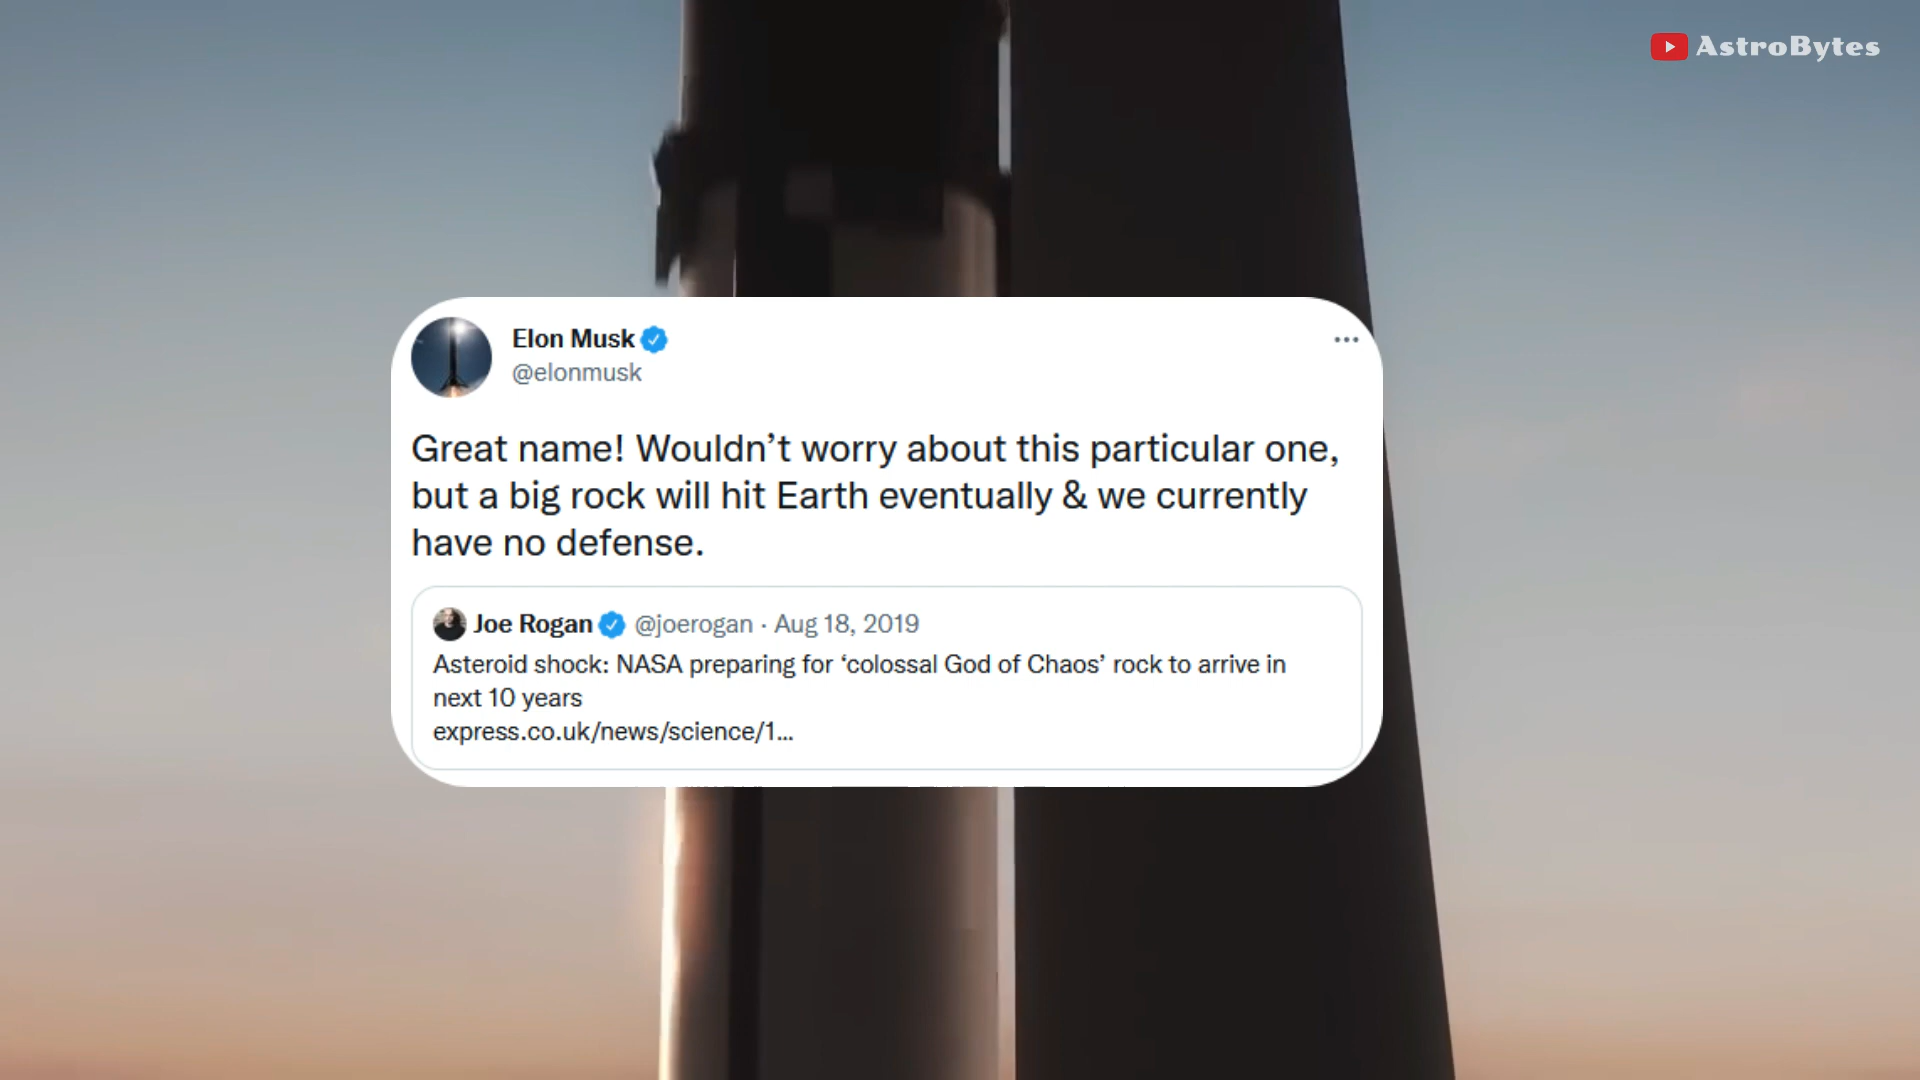 AstroBytes
Elon Musk
@elonmusk
Great name! Wouldn’t worry about this particular one,
but a big rock will hit Earth eventually & we currently
have no defense.
Joe Rogan @joerogan · Aug 18, 2019
Asteroid shock: NASA preparing for ‘colossal God of Chaos’ rock to arrive in
next 10 years
express.co.uk/news/science/1...